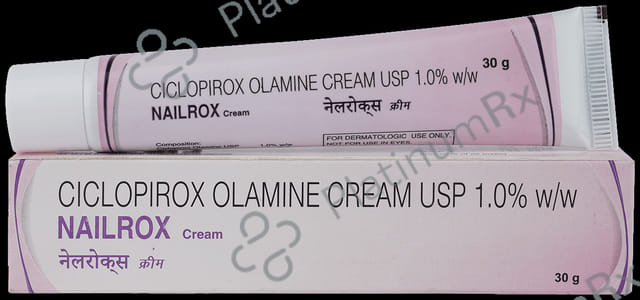 CICLOPIROX OLAMINE CREAM USP 1.0% w/w
30 g
NAILROX Cream
नेलरोक्स क्रीम
Composition:
FOR DERMATOLOGIC USE ONLY.
NOT FOR USE IN EYES.
CICLOPIROX OLAMINE CREAM USP 1.0% w/w
NAILROX Cream
नेलरोक्स क्रीम
30 g
PlatinumRx